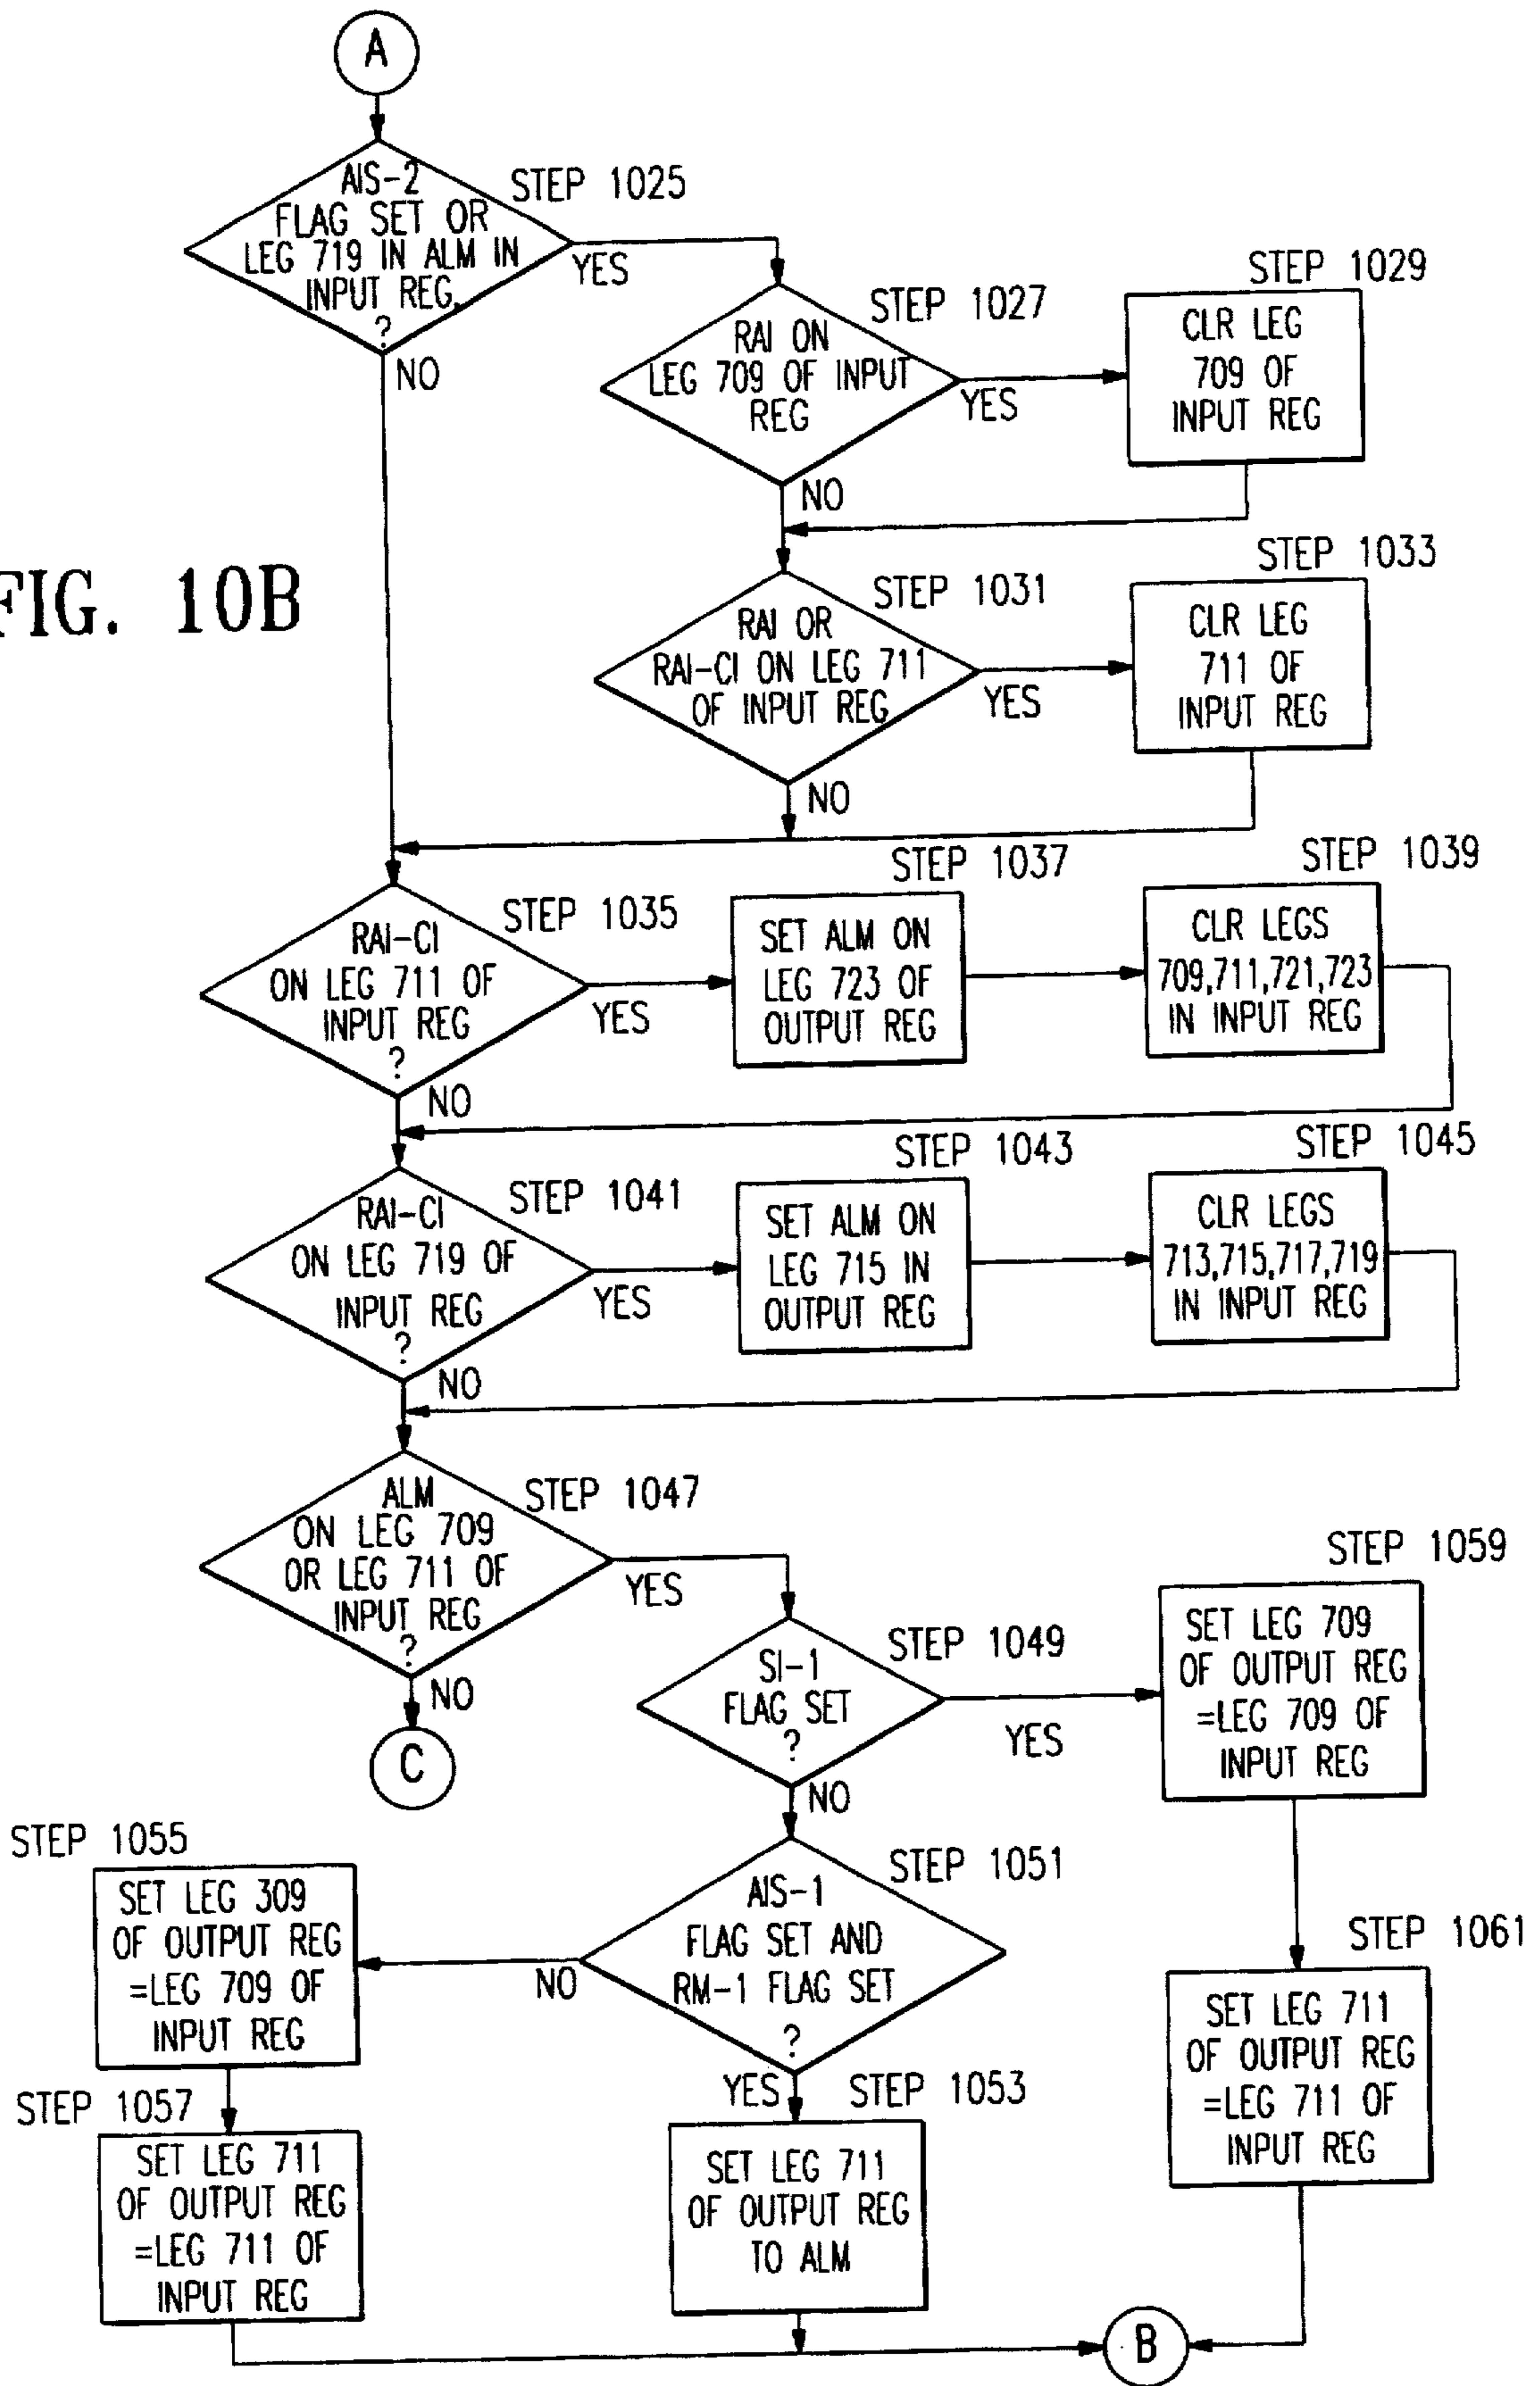 A
AIS-2
FLAG SET OR
LEG 719 IN ALM IN
INPUT REG.
?
STEP 1025
YES
NO
RAI ON
LEG 709 OF INPUT
REG
STEP 1027
YES
NO
STEP 1029
CLR LEG
709 OF
INPUT REG
FIG. 10B
RAI OR
RAI-CI ON LEG 711
OF INPUT REG
STEP 1031
YES
NO
STEP 1033
CLR LEG
711 OF
INPUT REG
RAI-CI
ON LEG 711 OF
INPUT REG
?
STEP 1035
YES
NO
STEP 1037
SET ALM ON
LEG 723 OF
OUTPUT REG
STEP 1039
CLR LEGS
709,711,721,723
IN INPUT REG
RAI-CI
ON LEG 719 OF
INPUT REG
?
STEP 1041
YES
NO
STEP 1043
SET ALM ON
LEG 715 IN
OUTPUT REG
STEP 1045
CLR LEGS
713,715,717,719
IN INPUT REG
ALM
ON LEG 709
OR LEG 711 OF
INPUT REG
?
STEP 1047
YES
NO
C
SI-1
FLAG SET
?
STEP 1049
YES
NO
STEP 1059
SET LEG 709
OF OUTPUT REG
=LEG 709 OF
INPUT REG
AIS-1
FLAG SET AND
RM-1 FLAG SET
?
STEP 1051
NO
YES
STEP 1055
SET LEG 309
OF OUTPUT REG
=LEG 709 OF
INPUT REG
STEP 1061
SET LEG 711
OF OUTPUT REG
=LEG 711 OF
INPUT REG
STEP 1057
SET LEG 711
OF OUTPUT REG
=LEG 711 OF
INPUT REG
STEP 1053
SET LEG 711
OF OUTPUT REG
TO ALM
B